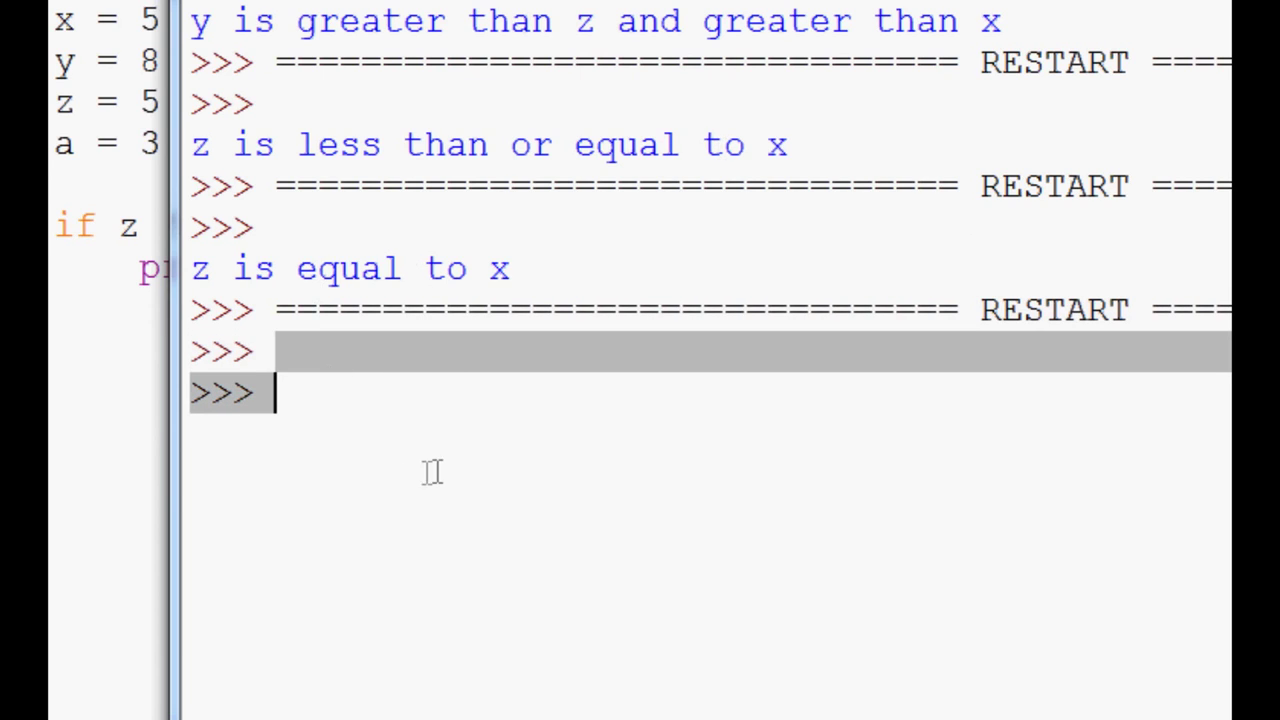 x = 5
y = 8
z = 5
a = 3
if z
y is greater than z and greater than x
>>> ================================ RESTART ====
>>>
z is less than or equal to x
>>> ================================ RESTART ====
>>>
z is equal to x
>>> ================================ RESTART ====
>>>
>>>